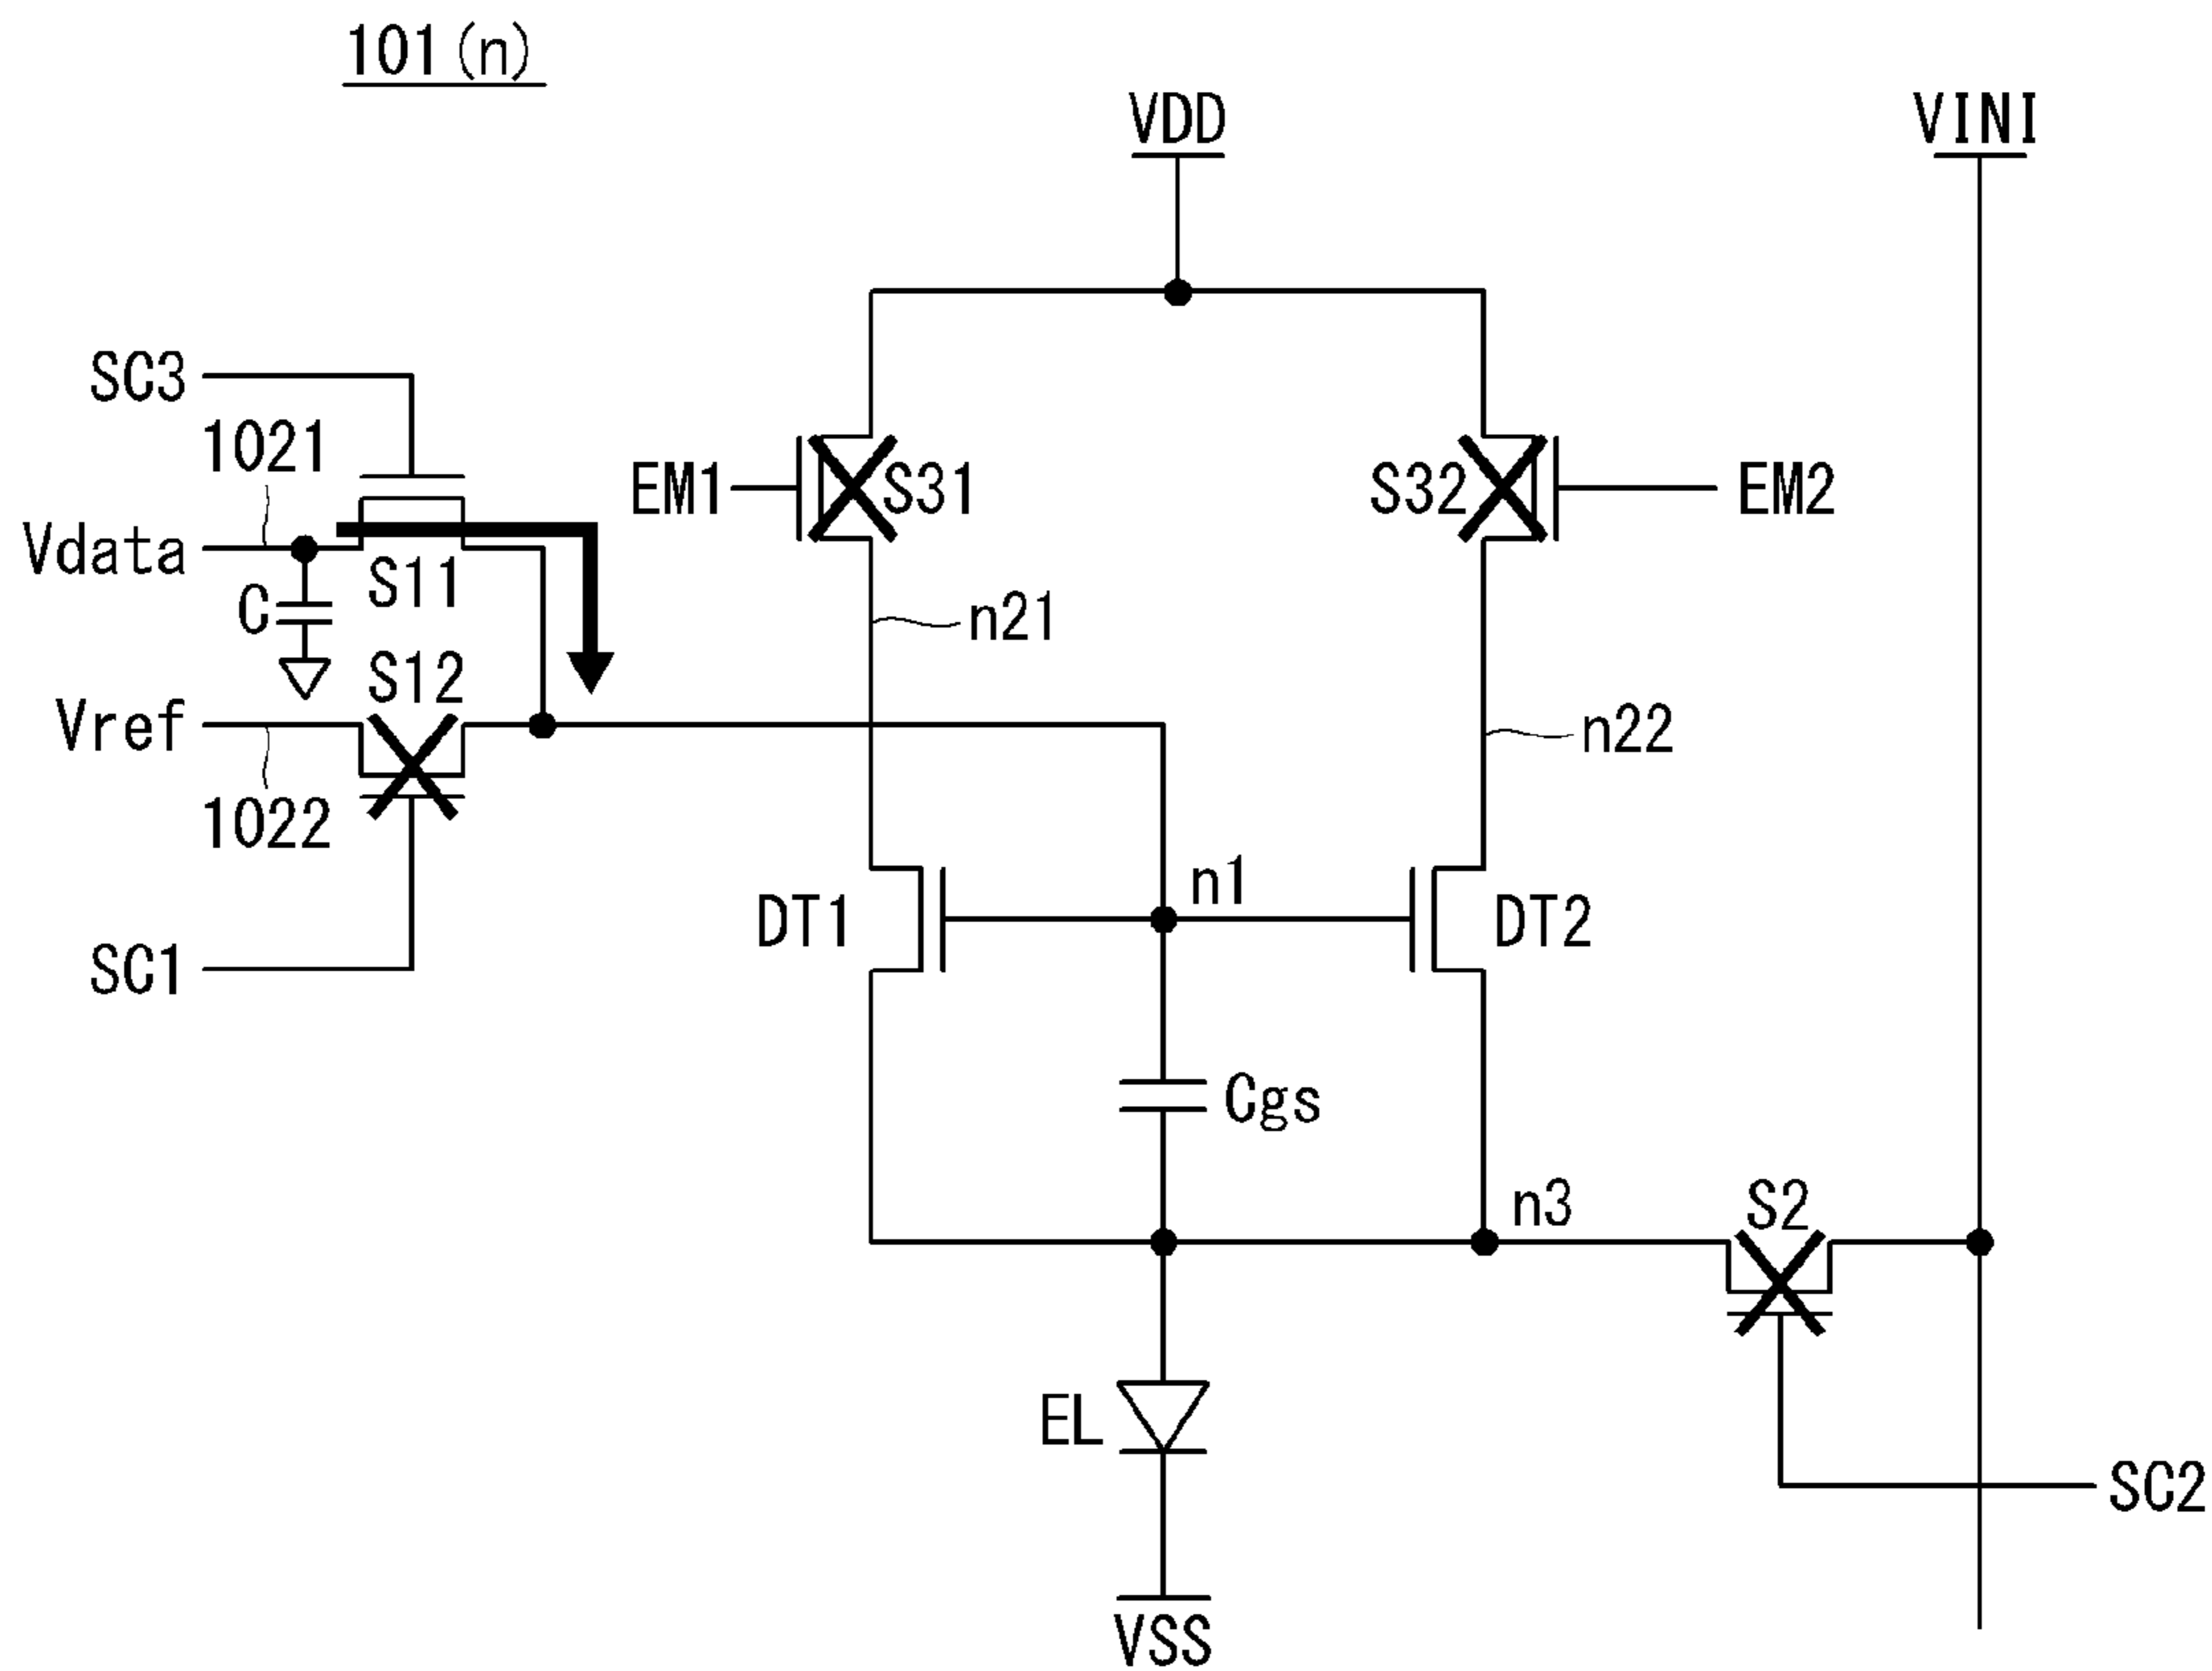 101(n)
VDD
VINI
SC3
1021
EM1
S31
S32
EM2
Vdata
S11
C
n21
S12
Vref
n22
1022
n1
DT1
DT2
SC1
Cgs
n3
S2
EL
SC2
VSS